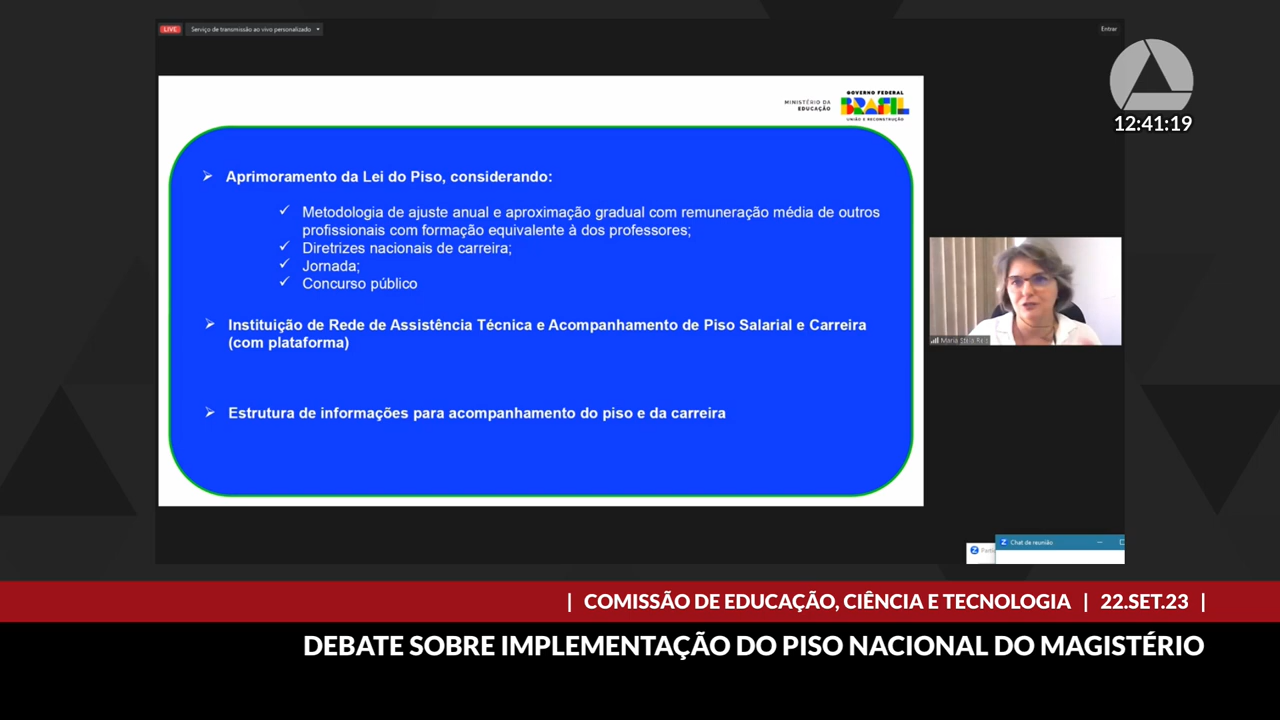 LIVE
Serviço de transmissão ao vivo personalizado
Entrar
MINISTÉRIO DA
EDUCAÇÃO
GOVERNO FEDERAL
BRASIL
UNIÃO E RECONSTRUÇÃO
12:41:19
Aprimoramento da Lei do Piso, considerando:
Metodologia de ajuste anual e aproximação gradual com remuneração média de outros
profissionais com formação equivalente à dos professores;
Diretrizes nacionais de carreira;
Jornada;
Concurso público
Instituição de Rede de Assistência Técnica e Acompanhamento de Piso Salarial e Carreira
(com plataforma)
Estrutura de informações para acompanhamento do piso e da carreira
Maria
Chat de reunião
| COMISSÃO DE EDUCAÇÃO, CIÊNCIA E TECNOLOGIA | 22.SET.23 |
DEBATE SOBRE IMPLEMENTAÇÃO DO PISO NACIONAL DO MAGISTÉRIO